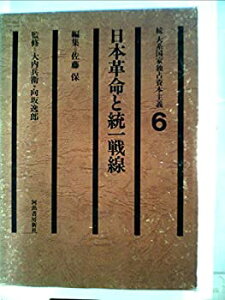 続 大系国家独占資本主義
6
日本革命と統一戦線
編集・佐藤 保
監修・大内兵衛・向坂逸郎
河出書房新社